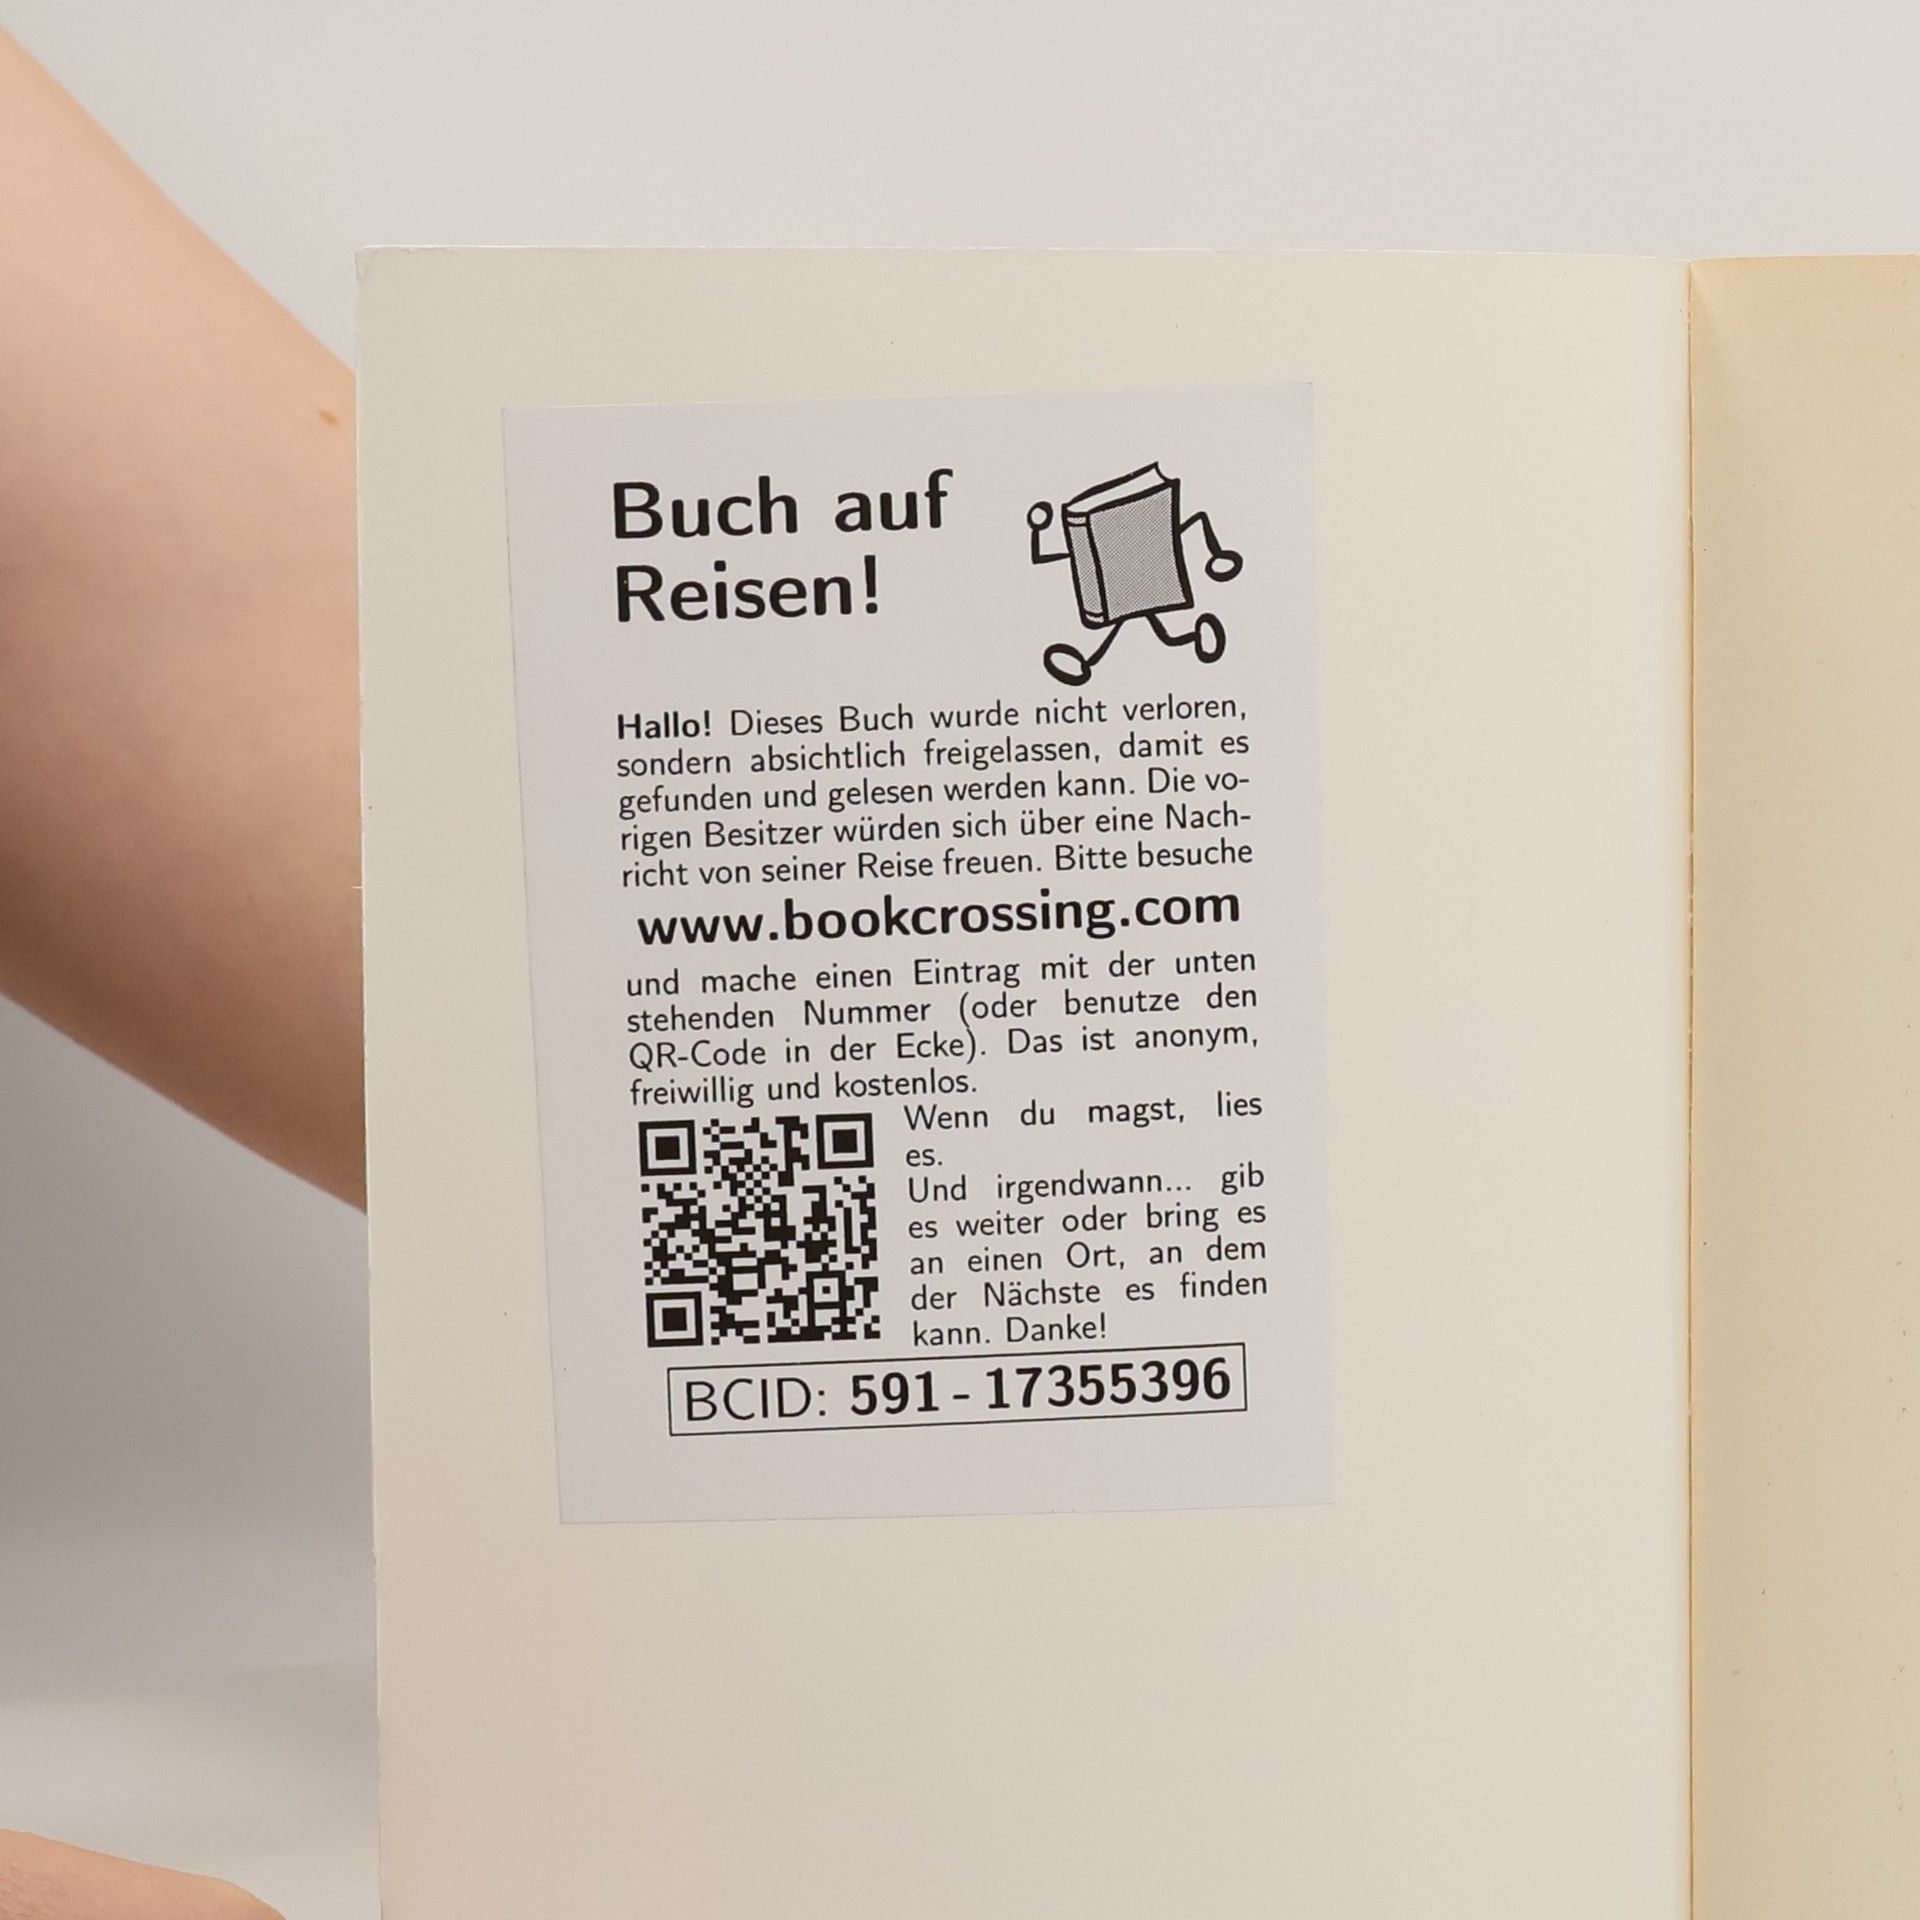 Buch auf
Reisen!
Hallo! Dieses Buch wurde nicht verloren,
sondern absichtlich freigelassen, damit es
gefunden und gelesen werden kann. Die vo-
rigen Besitzer würden sich über eine Nach-
richt von seiner Reise freuen. Bitte besuche
www.bookcrossing.com
und mache einen Eintrag mit der unten
stehenden Nummer (oder benutze den
QR-Code in der Ecke). Das ist anonym,
freiwillig und kostenlos.
Wenn du magst, lies
es.
Und irgendwann... gib
es weiter oder bring es
an einen Ort, an dem
der Nächste es finden
kann. Danke!
BCID: 591 - 17355396